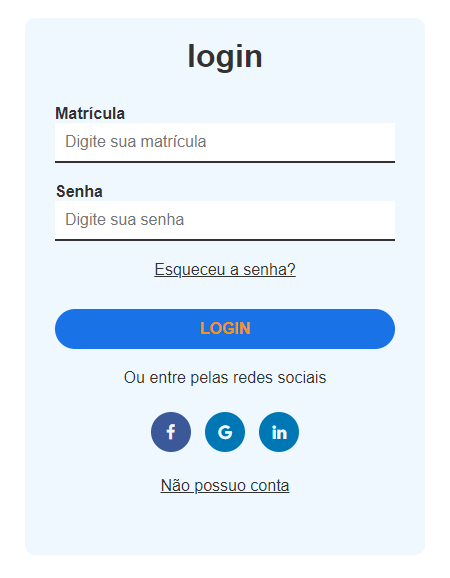 login
Matrícula
Digite sua matrícula
Senha
Digite sua senha
Esqueceu a senha?
LOGIN
Ou entre pelas redes sociais
f G in
Não possuo conta